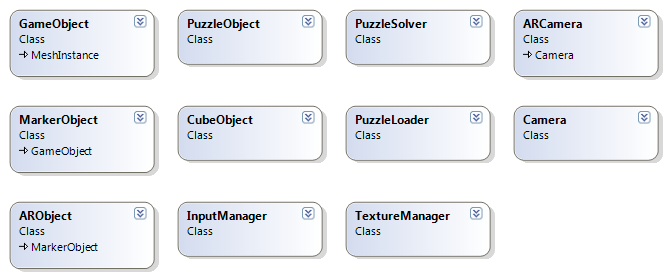 GameObject
Class
MeshInstance
PuzzleObject
Class
PuzzleSolver
Class
ARCamera
Class
Camera
MarkerObject
Class
GameObject
CubeObject
Class
PuzzleLoader
Class
Camera
Class
ARObject
Class
MarkerObject
InputManager
Class
TextureManager
Class